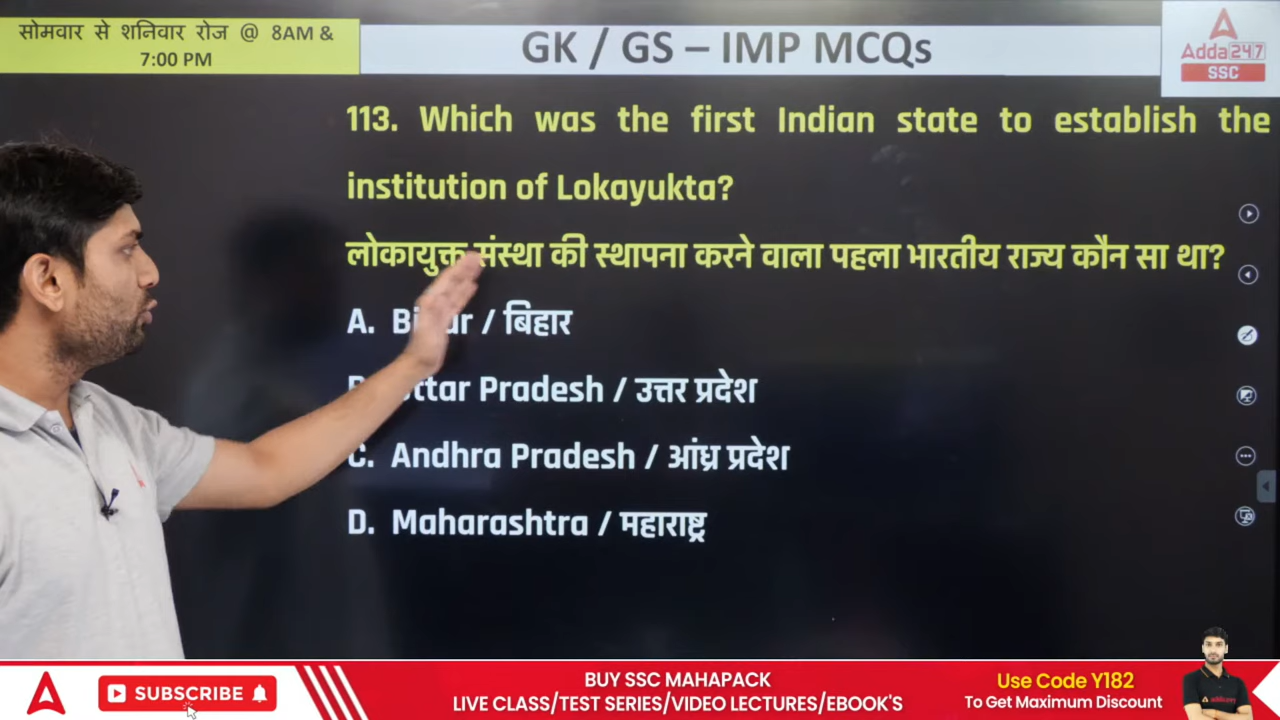 सोमवार से शनिवार रोज @ 8AM &
7:00 PM
GK / GS – IMP MCQs
Adda247
SSC
113. Which was the first Indian state to establish the
institution of Lokayukta?
लोकायुक्त संस्था की स्थापना करने वाला पहला भारतीय राज्य कौन सा था?
A. / बिहार
Pradesh / उत्तर प्रदेश
C. Andhra Pradesh / आंध्र प्रदेश
D. Maharashtra / महाराष्ट्र
SUBSCRIBE
BUY SSC MAHAPACK
LIVE CLASS/TEST SERIES/VIDEO LECTURES/EBOOK'S
Use Code Y182
To Get Maximum Discount